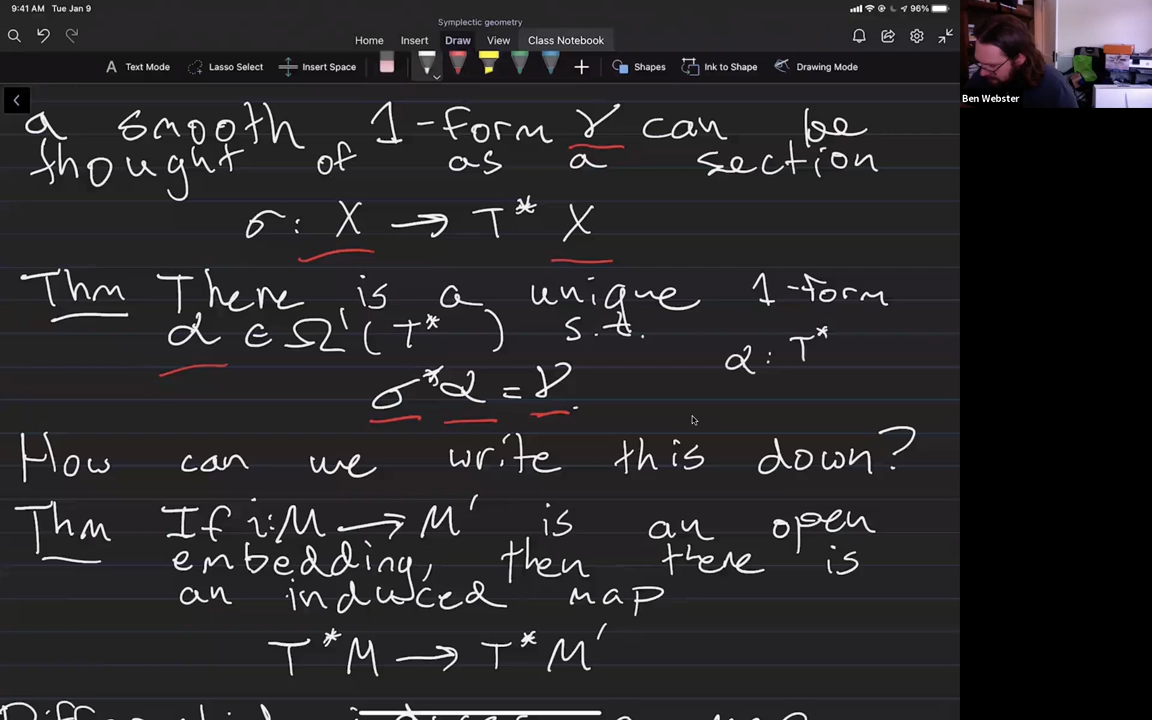 9:41 AM Tue Jan 9
96%
Symplectic geometry
Home Insert Draw View Class Notebook
Text Mode Lasso Select Insert Space Shapes Ink to Shape Drawing Mode
Ben Webster
a smooth 1-form γ can be
thought of as a section
σ: X → T* X
Thm There is a unique 1-form
α ∈ Ω¹(T* ) s.t.
α: T*
σ*α = γ.
How can we write this down?
Thm If i: M → M' is an open
embedding, then there is
an induced map
T*M → T*M'